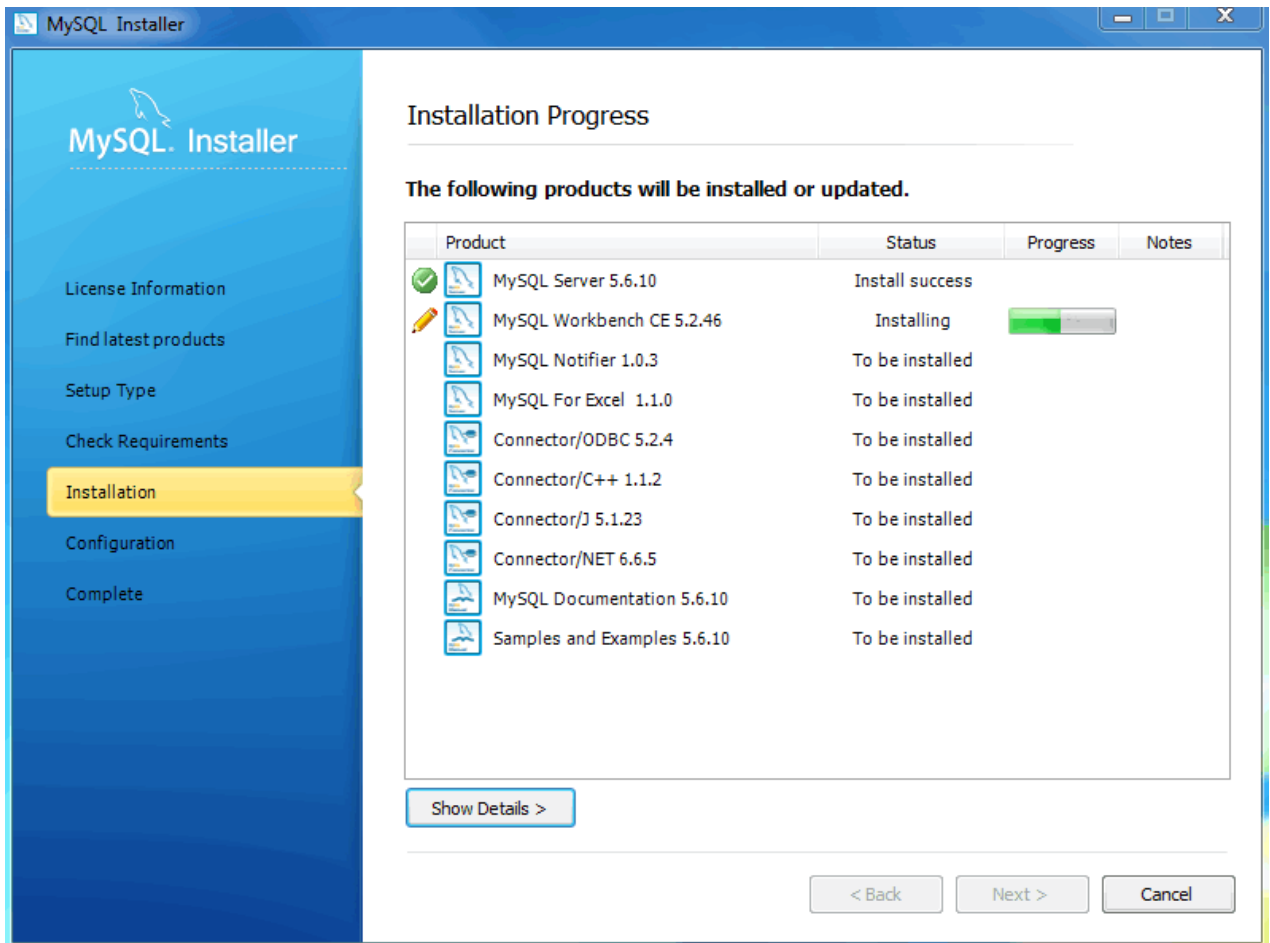 MySQL Installer
MySQL. Installer
License Information
Find latest products
Setup Type
Check Requirements
Installation
Configuration
Complete
Installation Progress
The following products will be installed or updated.
Product Status Progress Notes
MySQL Server 5.6.10 Install success
MySQL Workbench CE 5.2.46 Installing
MySQL Notifier 1.0.3 To be installed
MySQL For Excel 1.1.0 To be installed
Connector/ODBC 5.2.4 To be installed
Connector/C++ 1.1.2 To be installed
Connector/J 5.1.23 To be installed
Connector/NET 6.6.5 To be installed
MySQL Documentation 5.6.10 To be installed
Samples and Examples 5.6.10 To be installed
Show Details >
< Back Next > Cancel